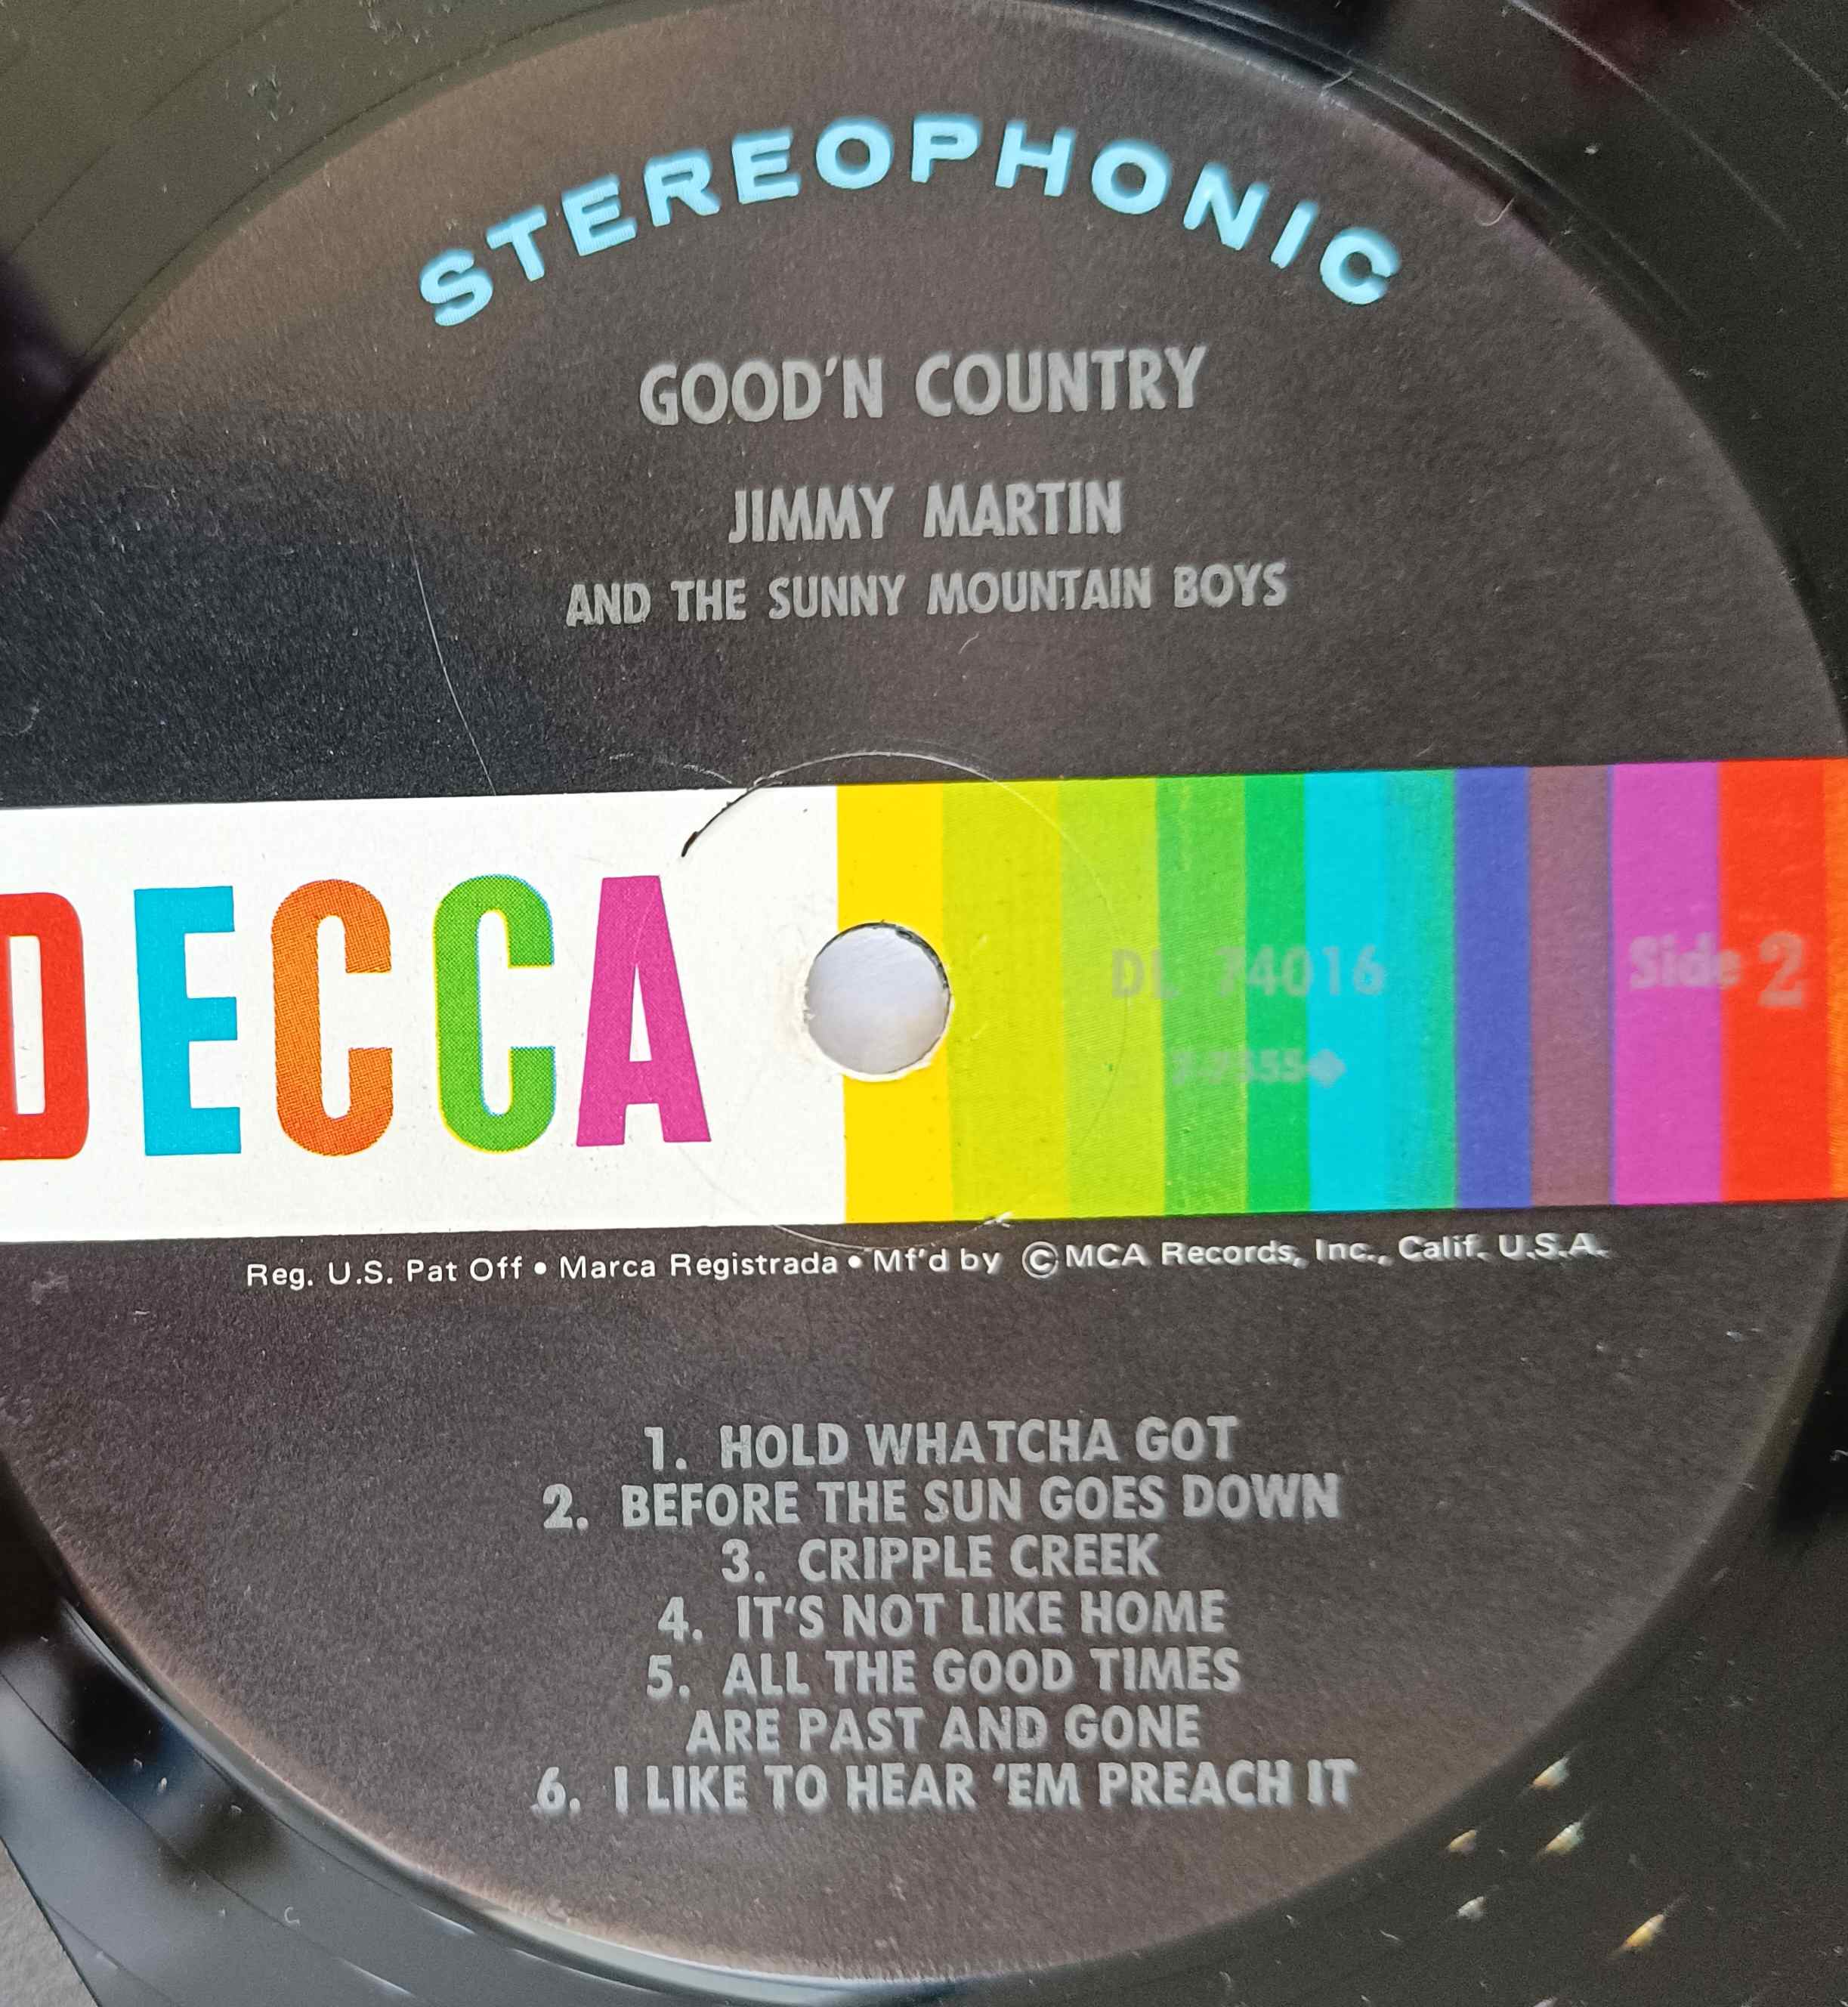 STEREOPHONIC
GOOD'N COUNTRY
JIMMY MARTIN
AND THE SUNNY MOUNTAIN BOYS
DECCA
DL 74016
Side 2
Reg. U.S. Pat Off • Marca Registrada • Mf'd by ©MCA Records, Inc., Calif. U.S.A.
1. HOLD WHATCHA GOT
2. BEFORE THE SUN GOES DOWN
3. CRIPPLE CREEK
4. IT'S NOT LIKE HOME
5. ALL THE GOOD TIMES
ARE PAST AND GONE
6. I LIKE TO HEAR 'EM PREACH IT